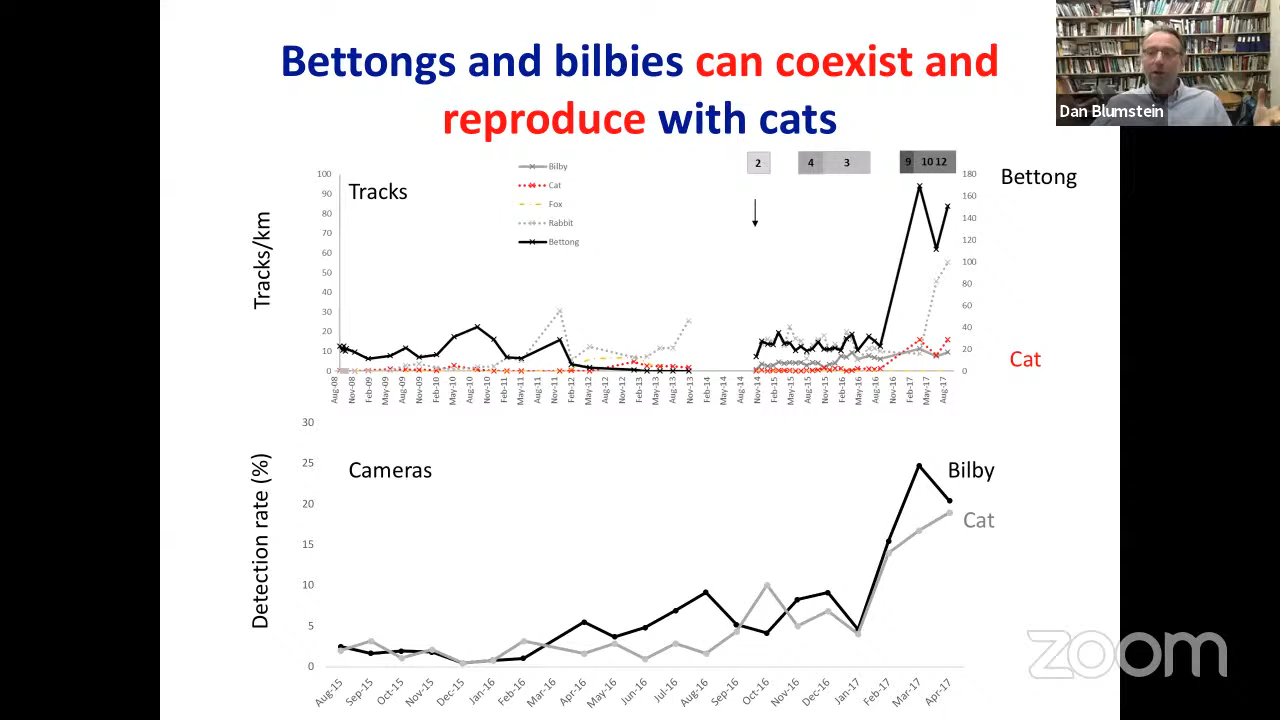 Bettongs and bilbies can coexist and
reproduce with cats
Dan Blumstein
Tracks
Bilby
Cat
Fox
Rabbit
Bettong
2
4
3
9
10 12
Bettong
Cat
Tracks/km
100
90
80
70
60
50
40
30
20
10
0
180
160
140
120
100
80
60
40
20
0
Aug-08
Nov-08
Feb-09
May-09
Aug-09
Nov-09
Feb-10
May-10
Aug-10
Nov-10
Feb-11
May-11
Aug-11
Nov-11
Feb-12
May-12
Aug-12
Nov-12
Feb-13
May-13
Aug-13
Nov-13
Feb-14
May-14
Aug-14
Nov-14
Feb-15
May-15
Aug-15
Nov-15
Feb-16
May-16
Aug-16
Nov-16
Feb-17
May-17
Aug-17
Cameras
Bilby
Cat
Detection rate (%)
30
25
20
15
10
5
0
Aug-15
Sep-15
Oct-15
Nov-15
Dec-15
Jan-16
Feb-16
Mar-16
Apr-16
May-16
Jun-16
Jul-16
Aug-16
Sep-16
Oct-16
Nov-16
Dec-16
Jan-17
Feb-17
Mar-17
Apr-17
zoom